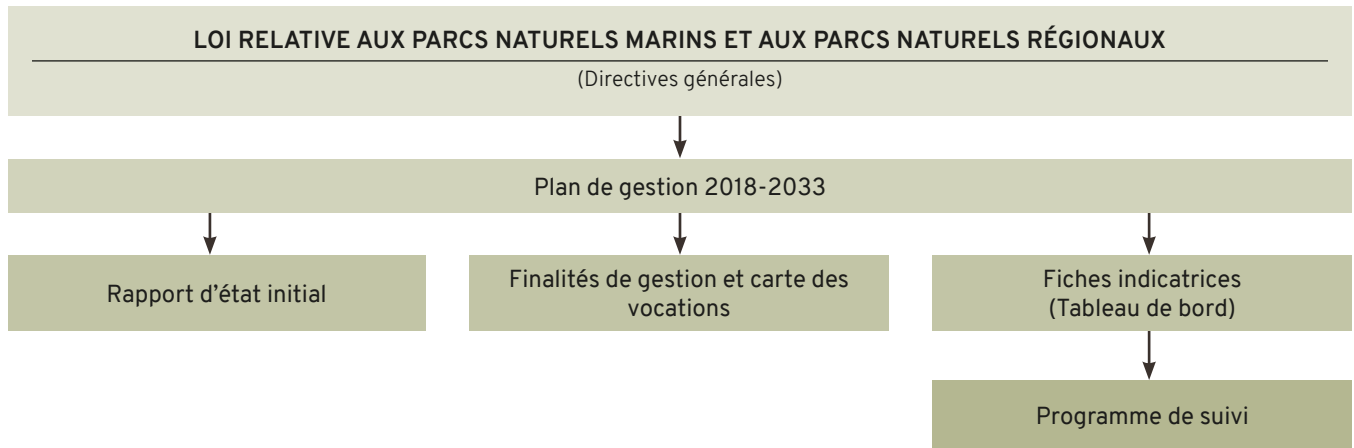 LOI RELATIVE AUX PARCS NATURELS MARINS ET AUX PARCS NATURELS RÉGIONAUX
(Directives générales)
Plan de gestion 2018-2033
Rapport d’état initial
Finalités de gestion et carte des
vocations
Fiches indicatrices
(Tableau de bord)
Programme de suivi